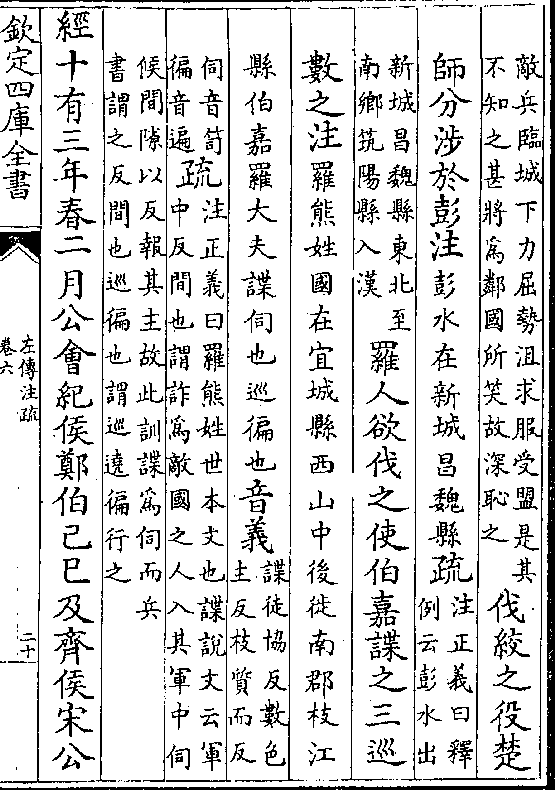 敵兵臨城下力屈勢沮求服受盟是其
不知之甚將爲鄰國所笑故深恥之
伐絞之役楚
師分涉於彭注彭水在新城昌魏縣疏
注正義曰釋
例云彭水出
新城昌魏縣東北至
南鄉筑陽縣入漢
羅人欲伐之使伯嘉諜之三巡
數之注羅熊姓國在宜城縣西山中後徙南郡枝江
縣伯嘉羅大夫諜伺也巡徧也音義
諜徒協反數色
主反枝質而反
伺音笥
徧音遍
疏
注正義曰羅熊姓世本文也諜說文云軍
中反間也謂詐爲敵國之人入其軍中伺
候間隙以反報其主故此訓諜爲伺而兵
書謂之反間也巡徧也謂巡遶徧行之
經十有三年春二月公會紀侯鄭伯己巳及齊侯宋公
欽定四庫全書
左傳注疏
卷六
二十